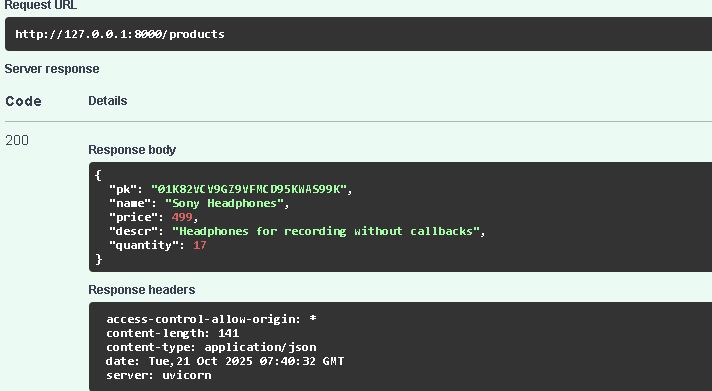 Request URL
http://127.0.0.1:8000/products
Server response
Code Details
200
Response body
{
"pk": "01K82VCV9GZ9VFMCD95KWAS99K",
"name": "Sony Headphones",
"price": 499,
"descr": "Headphones for recording without callbacks",
"quantity": 17
}
Response headers
access-control-allow-origin: *
content-length: 141
content-type: application/json
date: Tue,21 Oct 2025 07:40:32 GMT
server: uvicorn